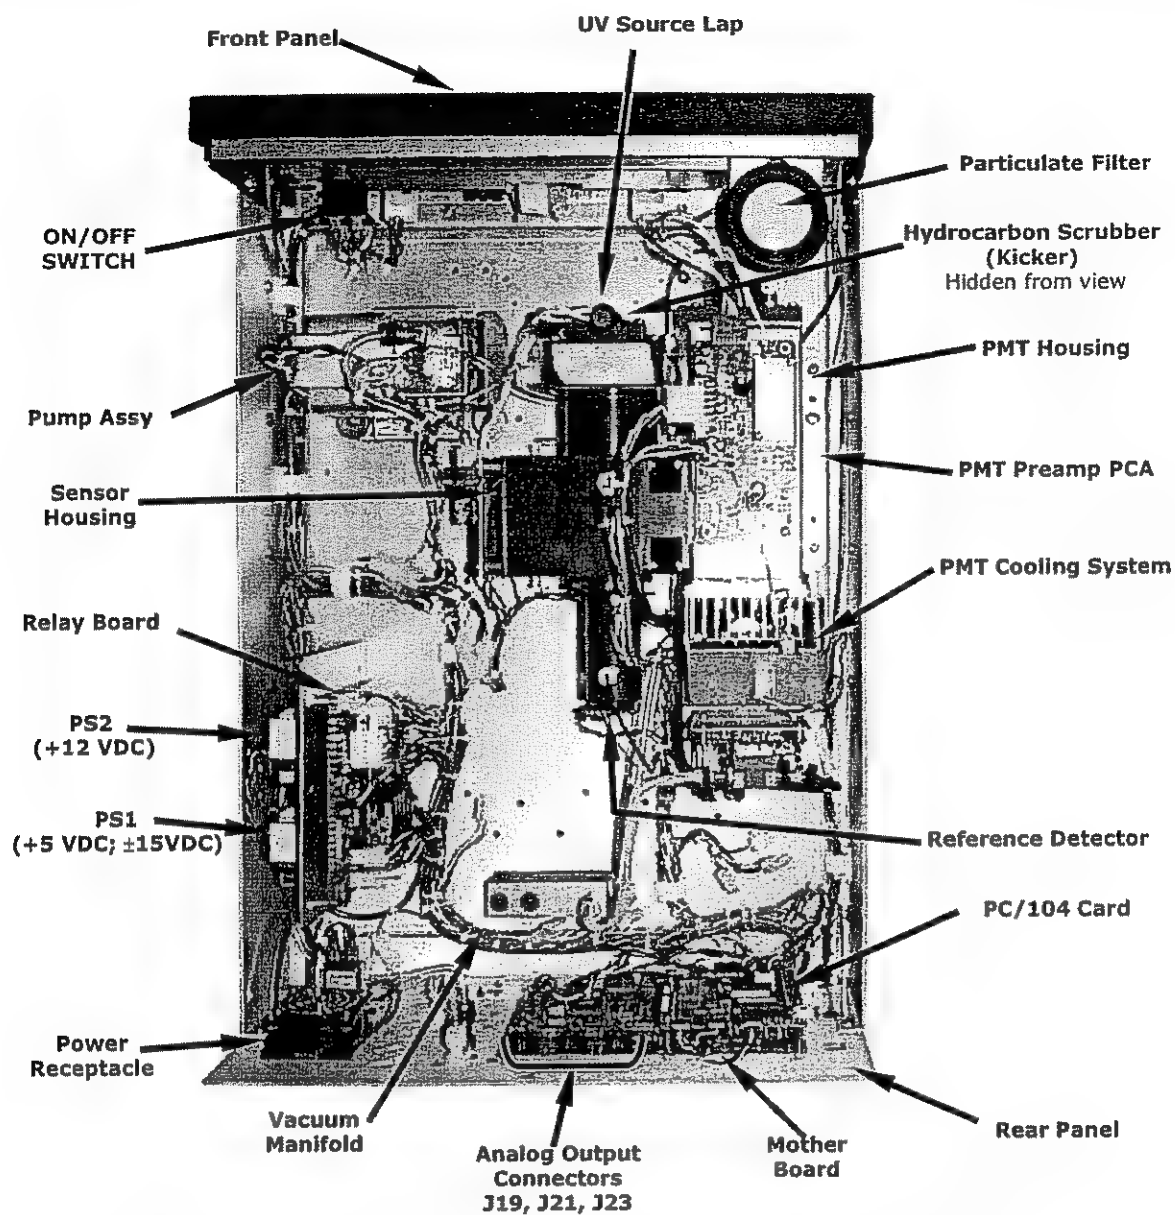 UV Source Lap
Front Panel
Particulate Filter
ON/OFF
SWITCH
Hydrocarbon Scrubber
(Kicker)
Hidden from view
PMT Housing
Pump Assy
PMT Preamp PCA
Sensor
Housing
PMT Cooling System
Relay Board
PS2
(+12 VDC)
PS1
(+5 VDC; ±15VDC)
Reference Detector
PC/104 Card
Power
Receptacle
Vacuum
Manifold
Analog Output
Connectors
J19, J21, J23
Mother
Board
Rear Panel